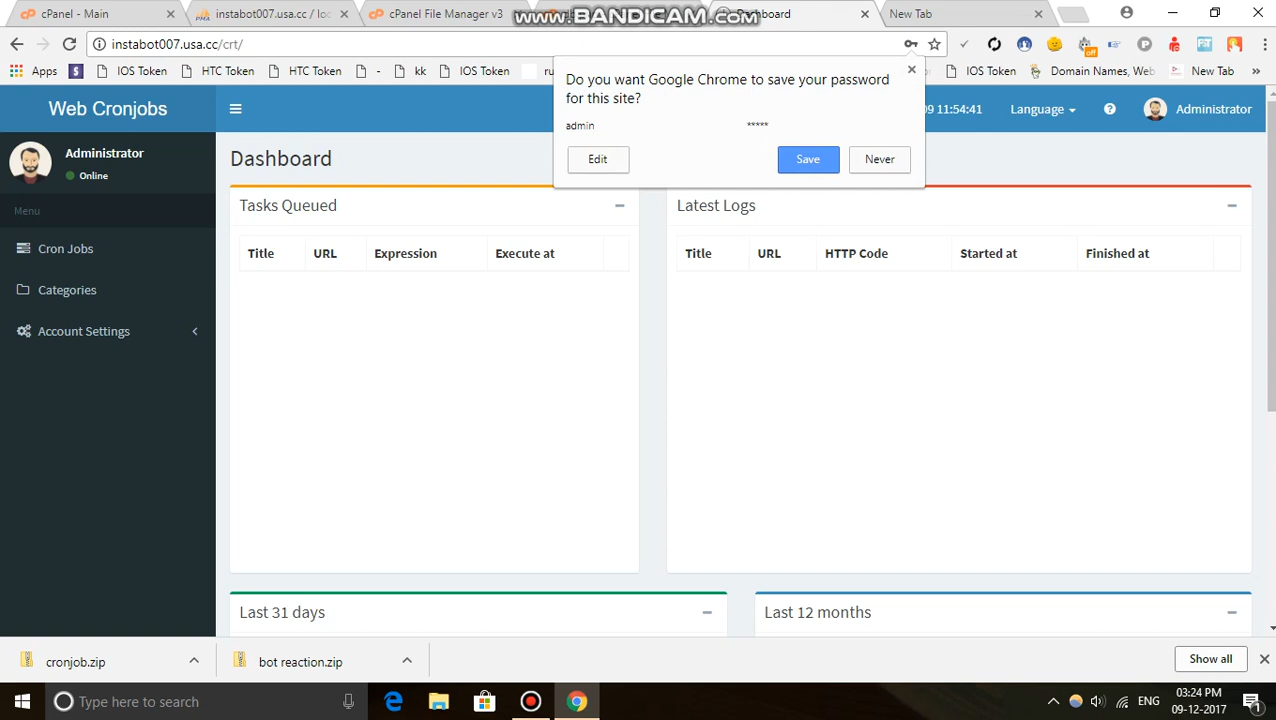 cPanel - Main
instabot007.usa.cc / loc
cPanel File Manager v3
Dashboard
New Tab
WWW.BANDICAM.COM
instabot007.usa.cc/crt/
Apps
IOS Token
HTC Token
HTC Token
-
kk
IOS Token
ru
IOS Token
Domain Names, Web
New Tab
»
off
Do you want Google Chrome to save your password
for this site?
admin
*****
Edit
Save
Never
Web Cronjobs
09 11:54:41
Language
Administrator
Administrator
Online
Menu
Cron Jobs
Categories
Account Settings
Dashboard
Tasks Queued
Title URL Expression Execute at
Latest Logs
Title URL HTTP Code Started at Finished at
Last 31 days
Last 12 months
cronjob.zip
bot reaction.zip
Show all
Type here to search
ENG
03:24 PM
09-12-2017
1